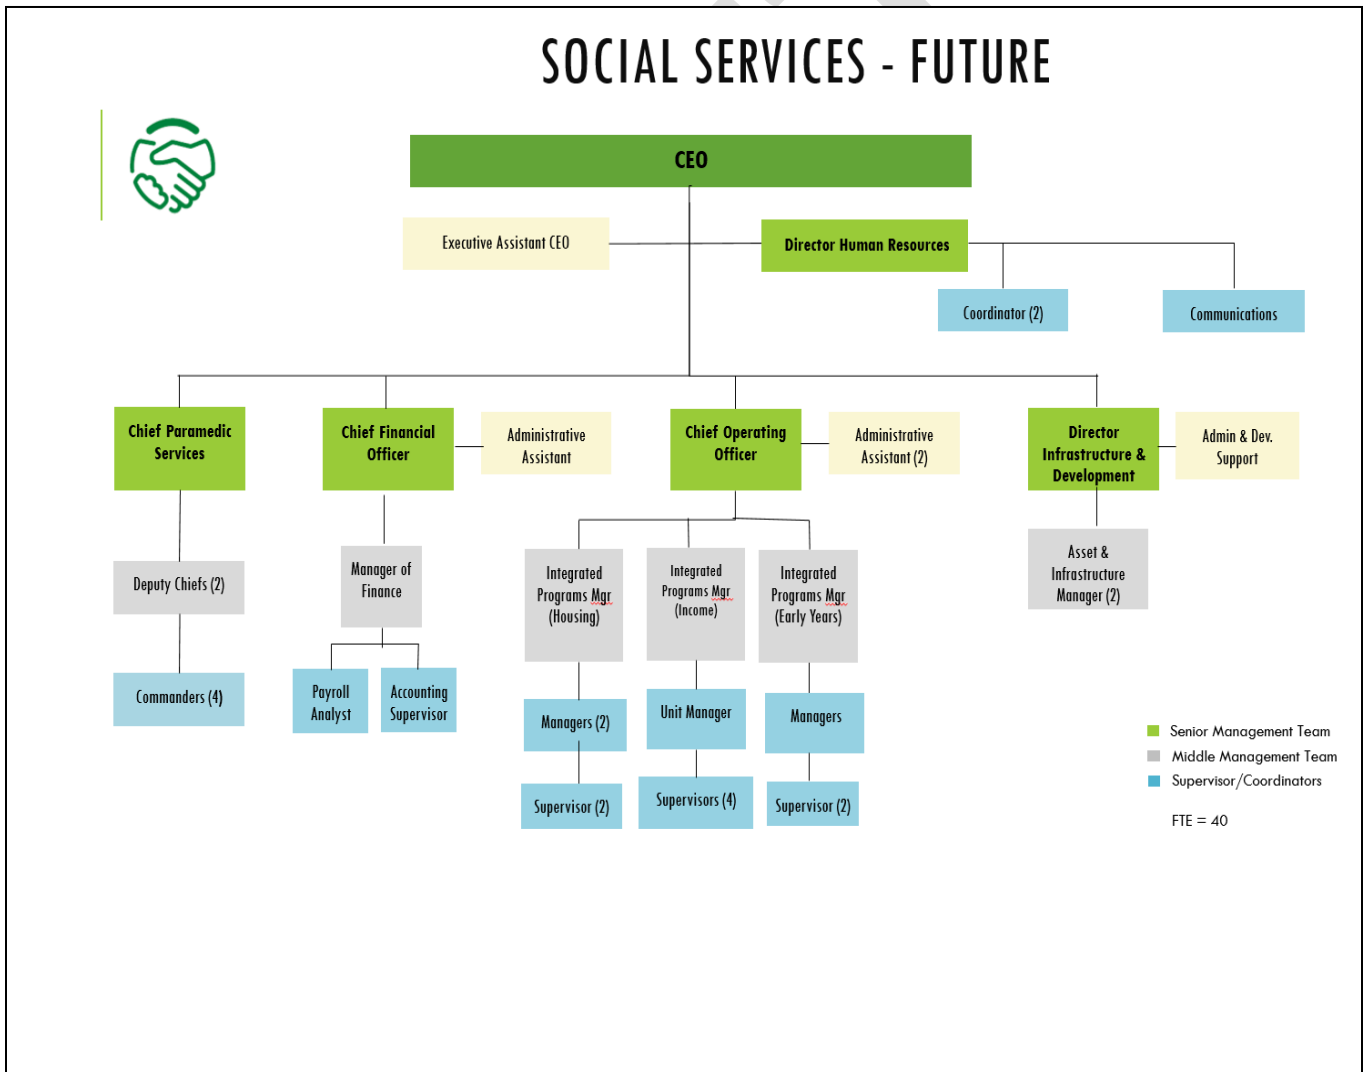 SOCIAL SERVICES - FUTURE
CEO
Executive Assistant CEO
Director Human Resources
Coordinator (2)
Communications
Chief Paramedic
Services
Chief Financial
Officer
Administrative
Assistant
Chief Operating
Officer
Administrative
Assistant (2)
Director
Infrastructure &
Development
Admin & Dev.
Support
Deputy Chiefs (2)
Manager of
Finance
Integrated
Programs Mgr
(Housing)
Integrated
Programs Mgr
(Income)
Integrated
Programs Mgr
(Early Years)
Asset &
Infrastructure
Manager (2)
Commanders (4)
Payroll
Analyst
Accounting
Supervisor
Managers (2)
Unit Manager
Managers
Supervisor (2)
Supervisors (4)
Supervisor (2)
Senior Management Team
Middle Management Team
Supervisor/Coordinators
FTE = 40